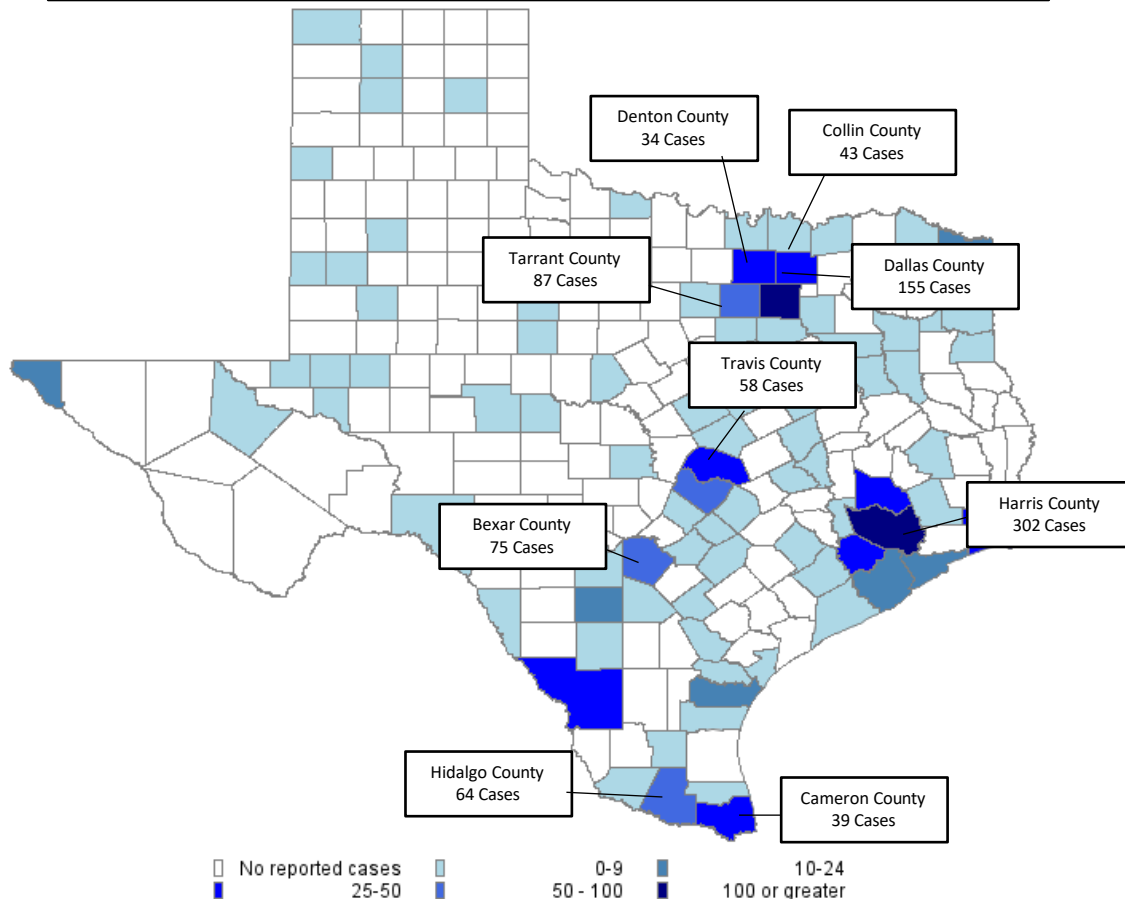 Denton County
34 Cases
Collin County
43 Cases
Tarrant County
87 Cases
Dallas County
155 Cases
Travis County
58 Cases
Bexar County
75 Cases
Harris County
302 Cases
Hidalgo County
64 Cases
Cameron County
39 Cases
No reported cases 0-9 10-24
25-50 50 - 100 100 or greater